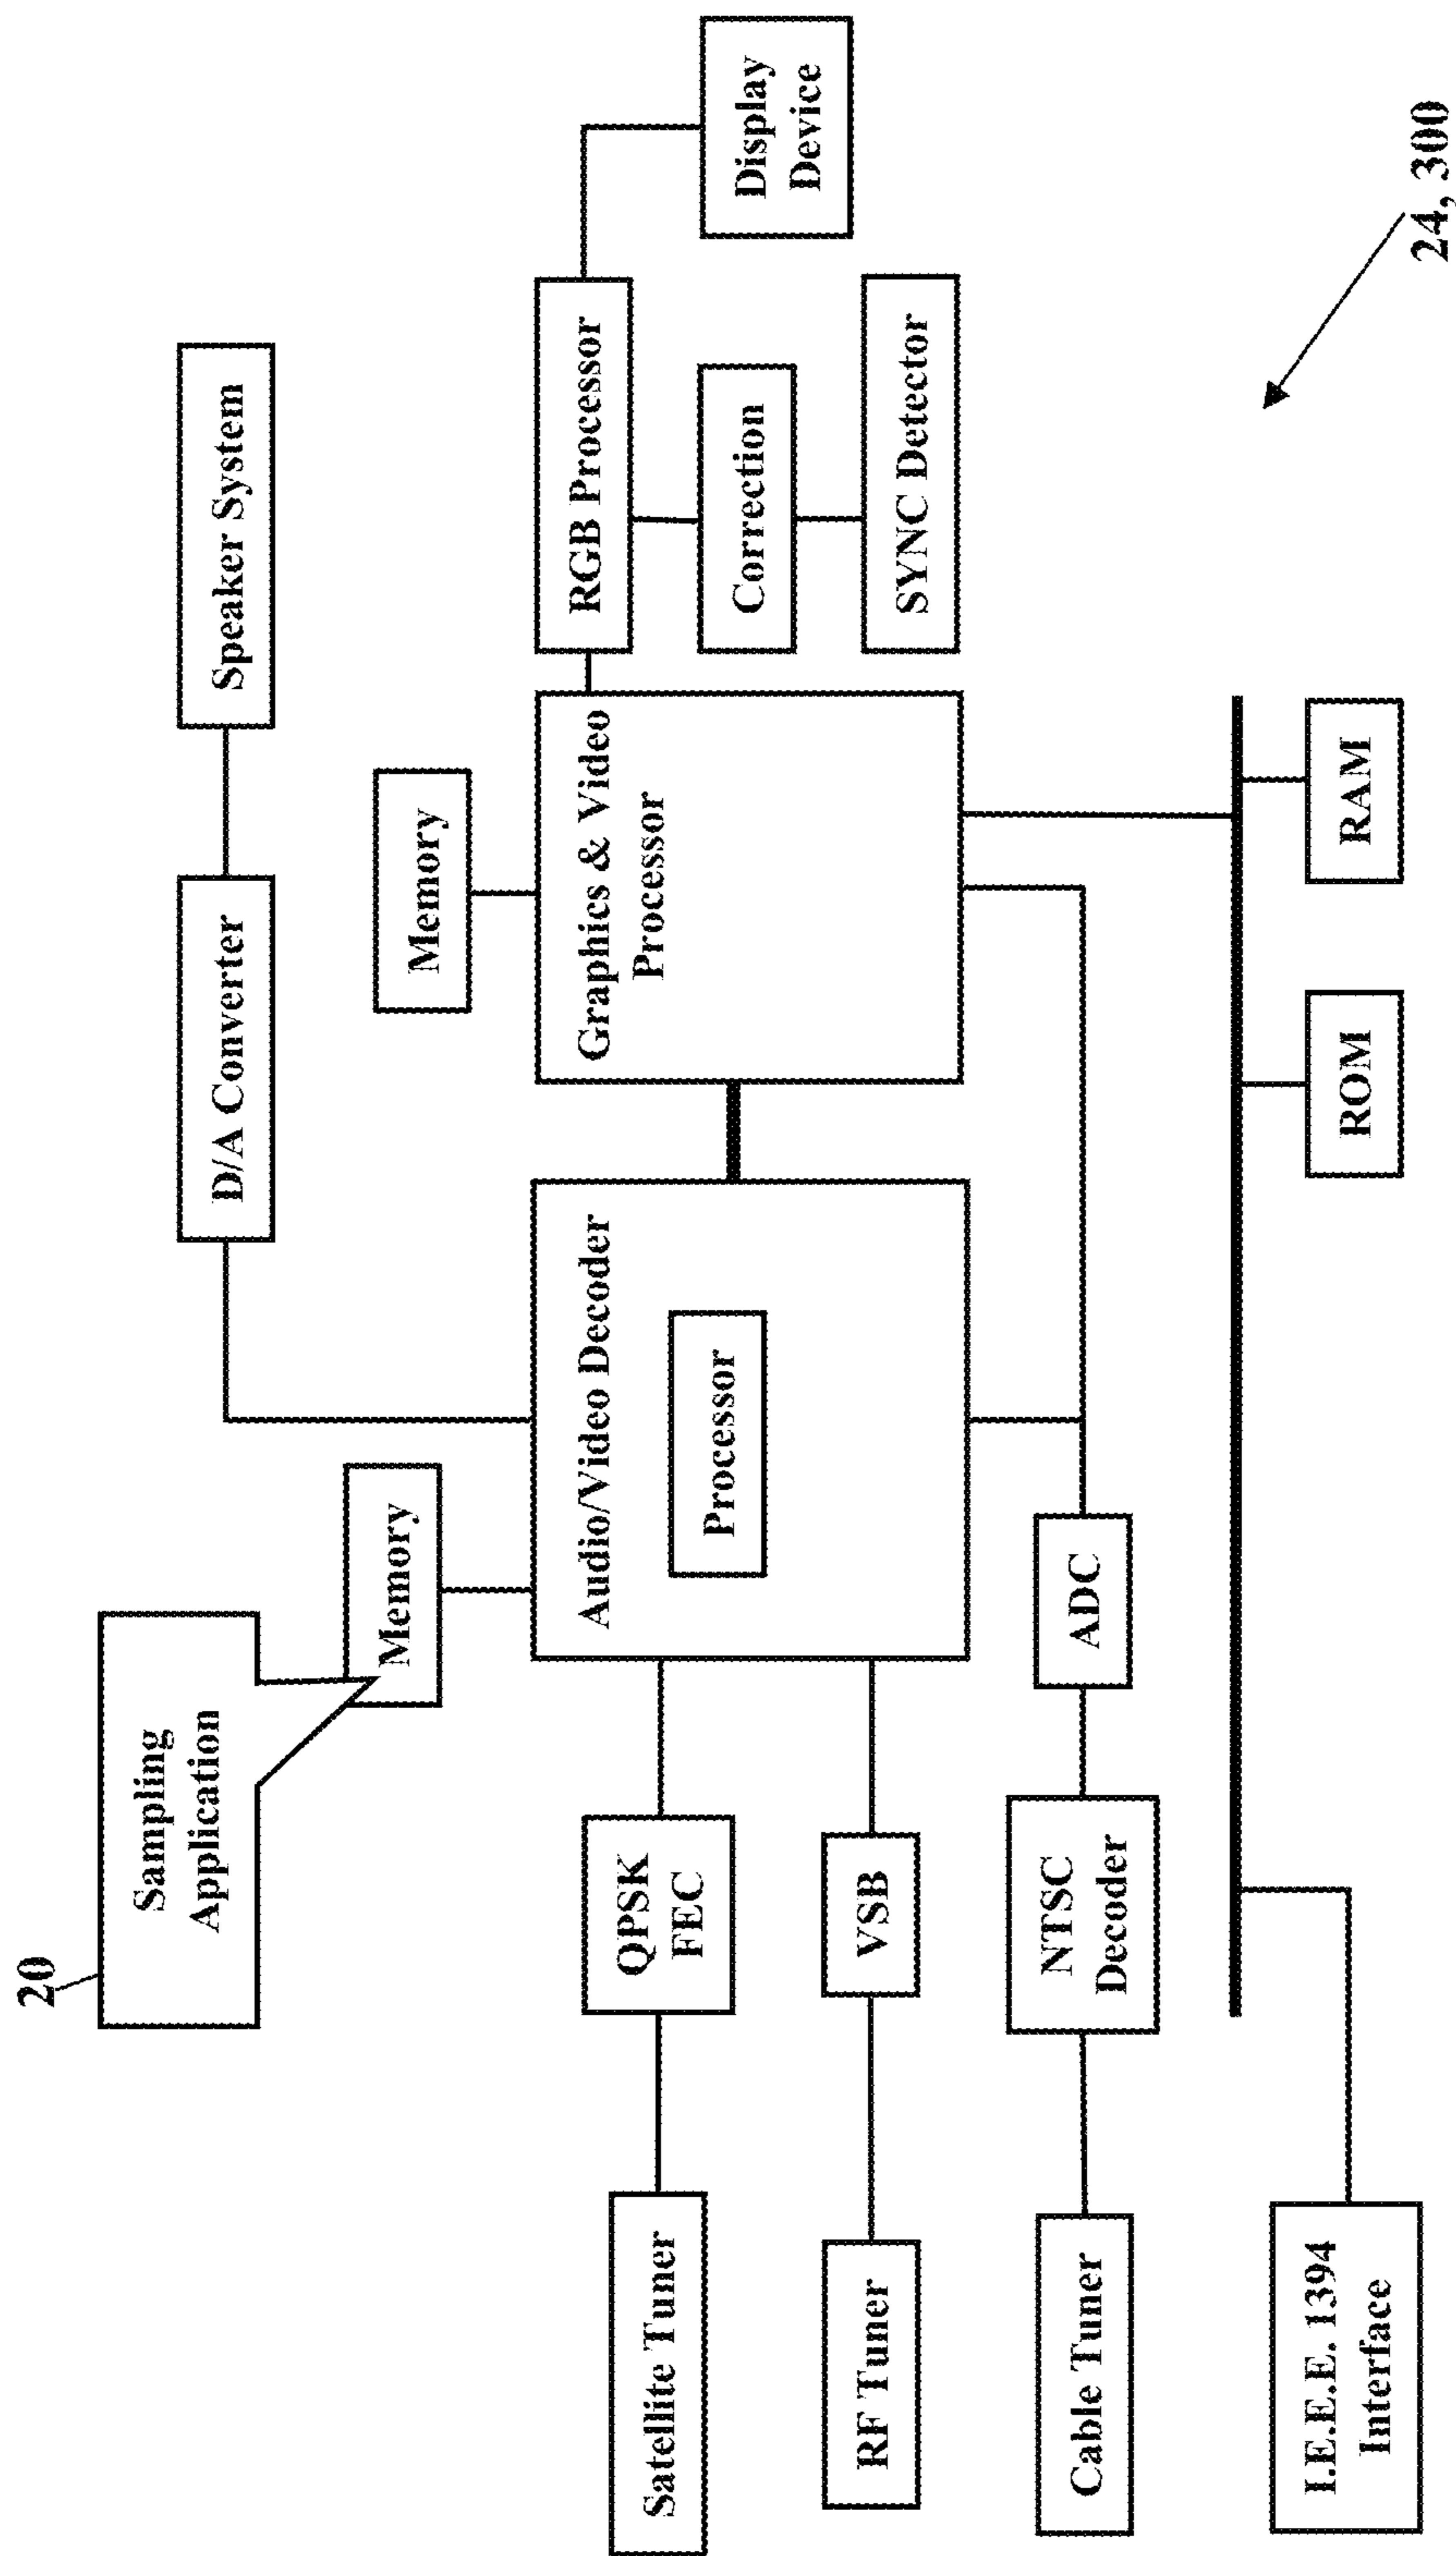 20
Sampling
Application
Memory
D/A Converter
Speaker System
Memory
Satellite Tuner
QPSK
FEC
Audio/Video Decoder
Processor
Graphics & Video
Processor
RGB Processor
Display
Device
Correction
SYNC Detector
RF Tuner
VSB
Cable Tuner
NTSC
Decoder
ADC
I.E.E.E. 1394
Interface
ROM
RAM
24, 300